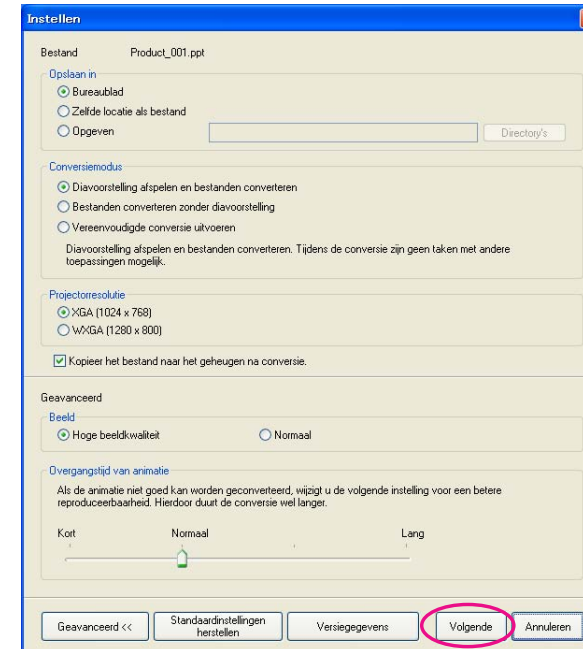 Instellen
Bestand Product_001.ppt
Opslaan in
Bureaublad
Zelfde locatie als bestand
Opgeven Directory's
Conversiemodus
Diavoorstelling afspelen en bestanden converteren
Bestanden converteren zonder diavoorstelling
Vereenvoudigde conversie uitvoeren
Diavoorstelling afspelen en bestanden converteren. Tijdens de conversie zijn geen taken met andere
toepassingen mogelijk.
Projectorresolutie
XGA (1024 x 768)
WXGA (1280 x 800)
Kopieer het bestand naar het geheugen na conversie.
Geavanceerd
Beeld
Hoge beeldkwaliteit Normaal
Overgangstijd van animatie
Als de animatie niet goed kan worden geconverteerd, wijzigt u de volgende instelling voor een betere
reproduceerbaarheid. Hierdoor duurt de conversie wel langer.
Kort Normaal Lang
Geavanceerd << Standaardinstellingen herstellen Versiegegevens Volgende Annuleren